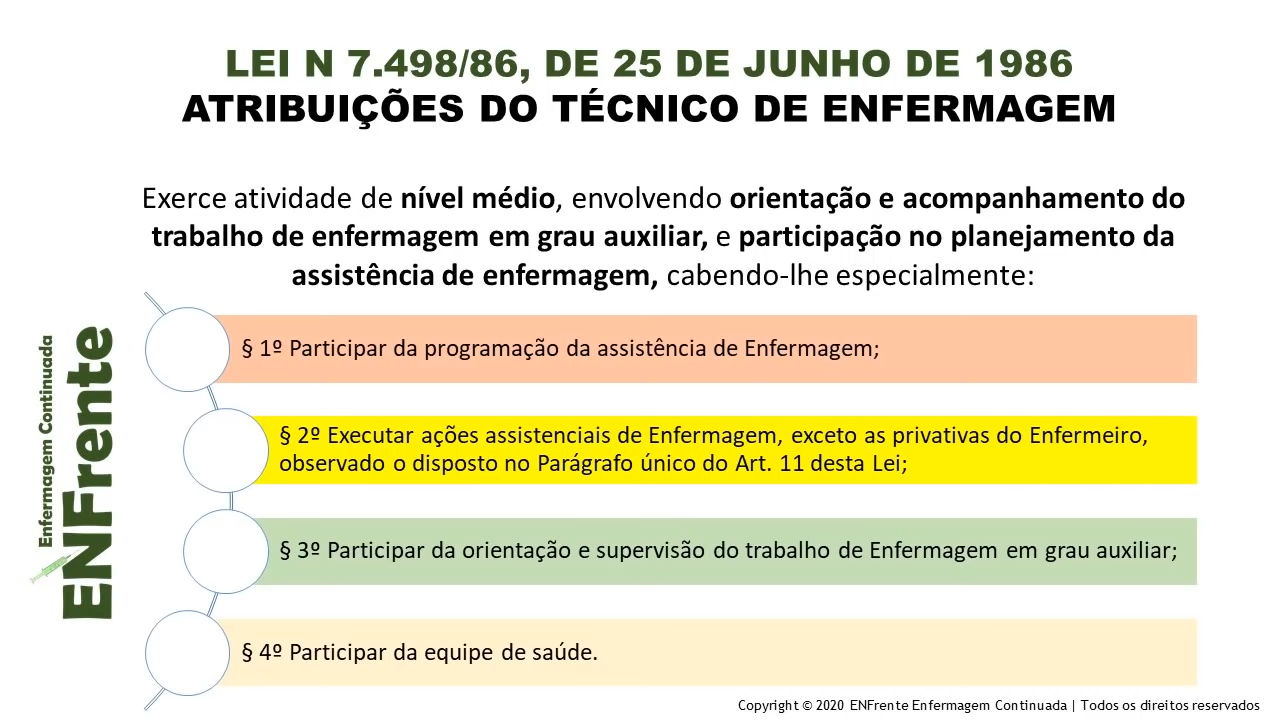 LEI N 7.498/86, DE 25 DE JUNHO DE 1986
ATRIBUIÇÕES DO TÉCNICO DE ENFERMAGEM
Exerce atividade de nível médio, envolvendo orientação e acompanhamento do
trabalho de enfermagem em grau auxiliar, e participação no planejamento da
assistência de enfermagem, cabendo-lhe especialmente:
§ 1º Participar da programação da assistência de Enfermagem;
§ 2º Executar ações assistenciais de Enfermagem, exceto as privativas do Enfermeiro,
observado o disposto no Parágrafo único do Art. 11 desta Lei;
§ 3º Participar da orientação e supervisão do trabalho de Enfermagem em grau auxiliar;
§ 4º Participar da equipe de saúde.
Enfermagem Continuada
ENFrente
Copyright © 2020 ENFrente Enfermagem Continuada | Todos os direitos reservados